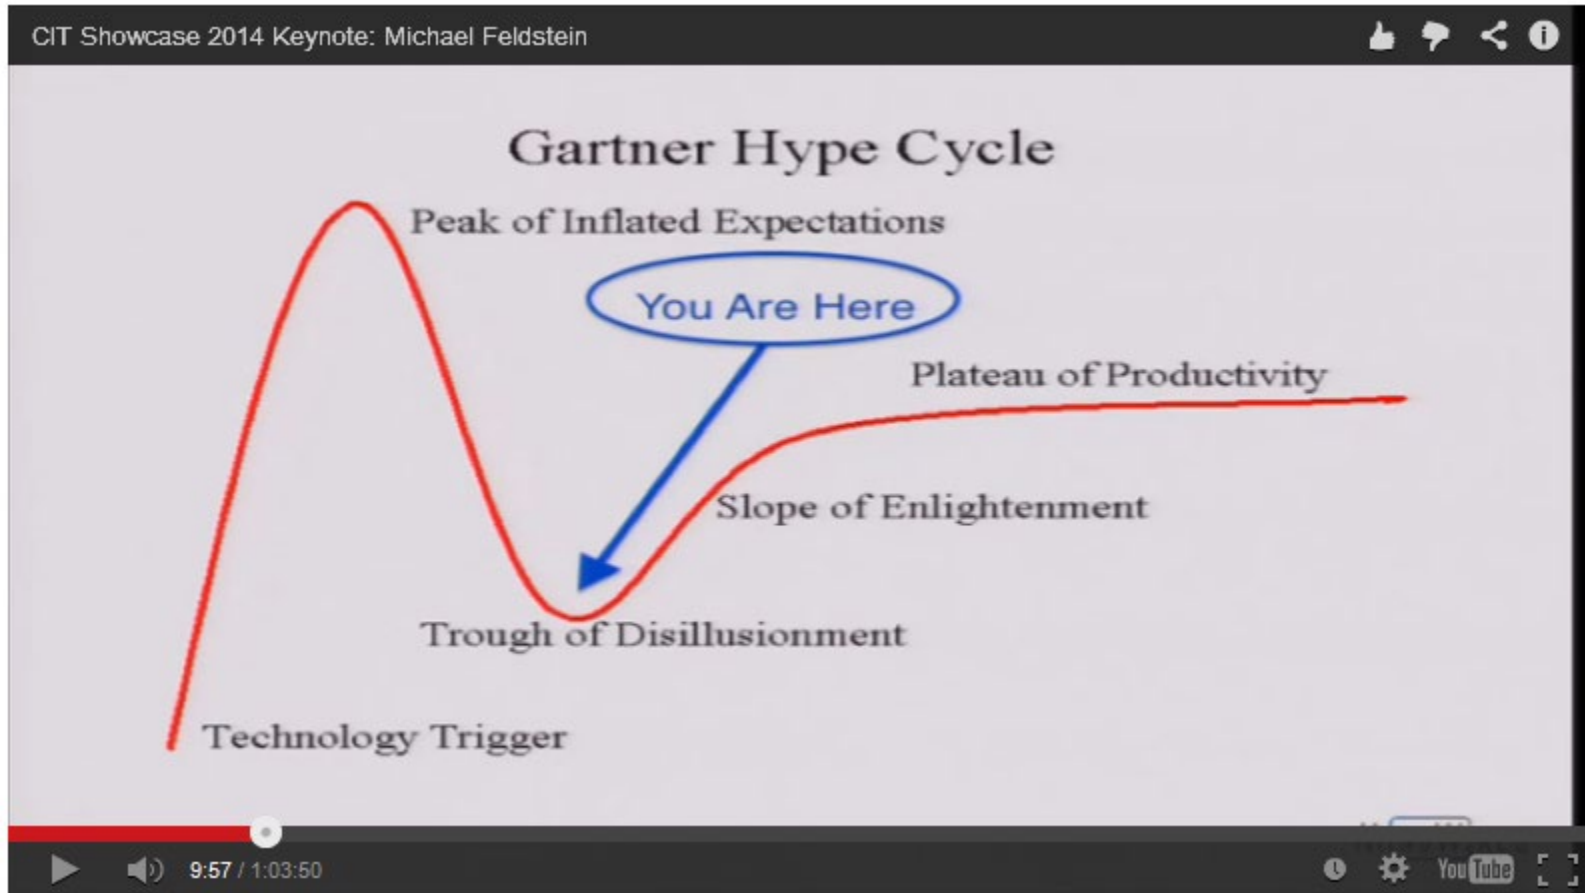 CIT Showcase 2014 Keynote: Michael Feldstein
Gartner Hype Cycle
Peak of Inflated Expectations
You Are Here
Plateau of Productivity
Slope of Enlightenment
Trough of Disillusionment
Technology Trigger
9:57 / 1:03:50
YouTube